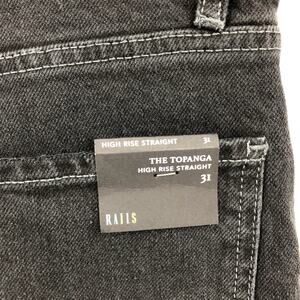 HIGH RISE STRAIGHT 31
THE TOPANGA
HIGH RISE STRAIGHT
31
RAILS